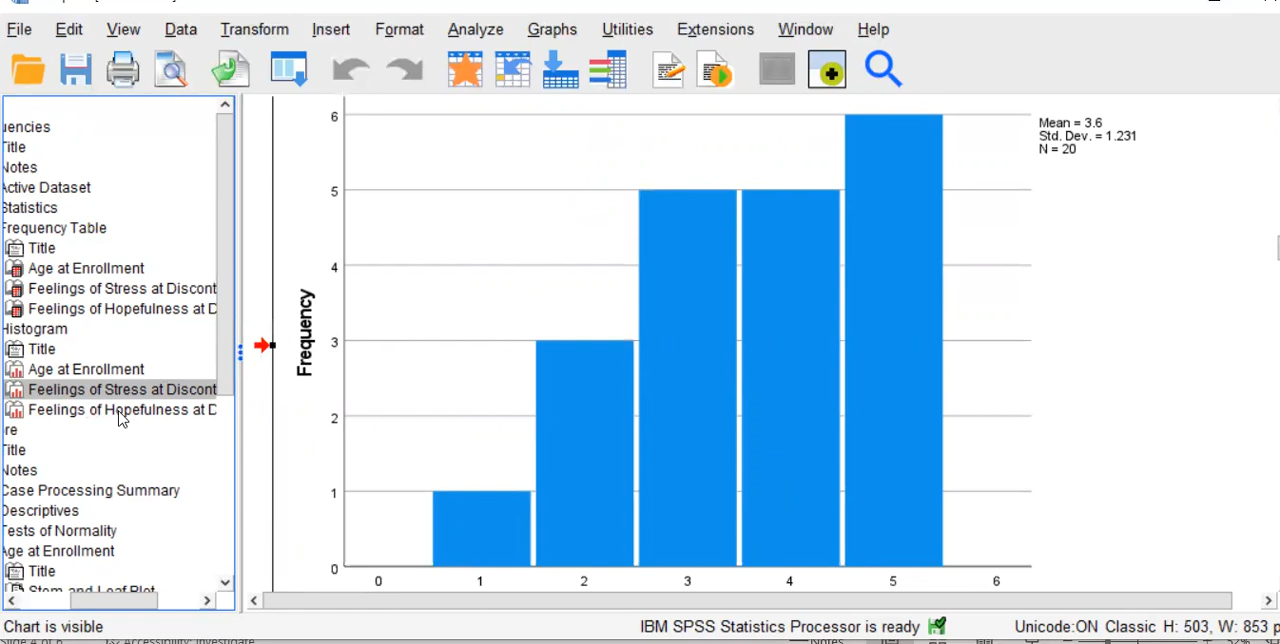 File Edit View Data Transform Insert Format Analyze Graphs Utilities Extensions Window Help
uencies
Title
Notes
Active Dataset
Statistics
Frequency Table
Title
Age at Enrollment
Feelings of Stress at Discont
Feelings of Hopefulness at D
Histogram
Title
Age at Enrollment
Feelings of Stress at Discont
Feelings of Hopefulness at D
re
Title
Notes
Case Processing Summary
Descriptives
Tests of Normality
Age at Enrollment
Title
Stem and Leaf Plot
Frequency
6
5
4
3
2
1
0
0 1 2 3 4 5 6
Mean = 3.6
Std. Dev. = 1.231
N = 20
Chart is visible
IBM SPSS Statistics Processor is ready
Unicode:ON Classic H: 503, W: 853 p